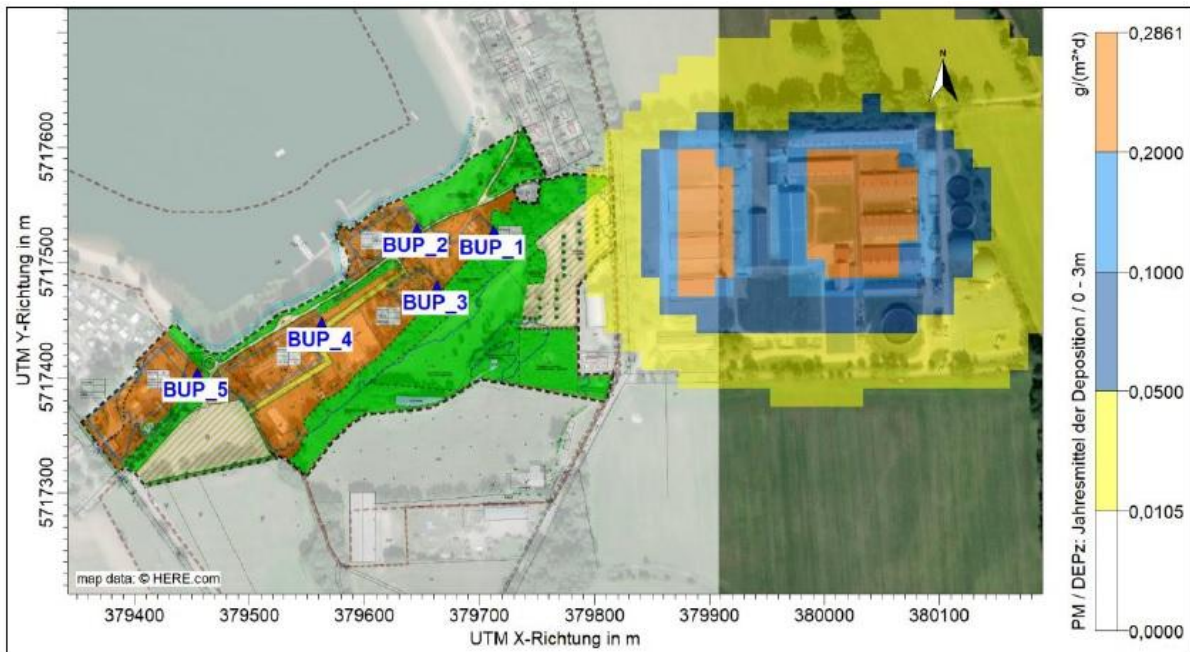 UTM Y-Richtung in m
5717600
5717500
5717400
5717300
BUP_2
BUP_1
BUP_3
BUP_4
BUP_5
N
map data: © HERE.com
379400 379500 379600 379700 379800 379900 380000 380100
UTM X-Richtung in m
PM / DEPz: Jahresmittel der Deposition / 0 - 3m
g/(m²*d)
0,2861
0,2000
0,1000
0,0500
0,0105
0,0000